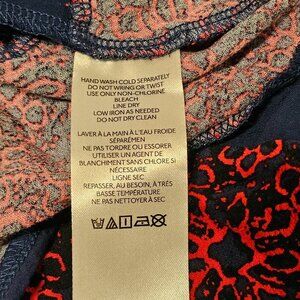 HAND WASH COLD SEPARATELY
DO NOT WRING OR TWIST
USE ONLY NON-CHLORINE
BLEACH
LINE DRY
LOW IRON AS NEEDED
DO NOT DRY CLEAN
LAVER À LA MAIN À L'EAU FROIDE
SÉPARÉMEN
NE PAS TORDRE OU ESSORER
UTILISER UN AGENT DE
BLANCHIMENT SANS CHLORE SI
NÉCESSAIRE
LIGNE SEC
REPASSER, AU BESOIN, À TRÈS
BASSE TEMPÉRATURE
NE PAS NETTOYER À SEC